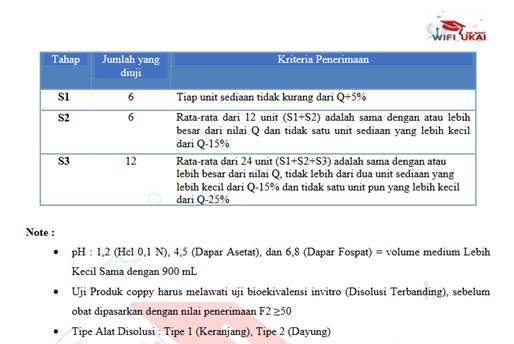 WIFI UKAI
Tahap Jumlah yang Kriteria Penerimaan
diuji
S1 6 Tiap unit sediaan tidak kurang dari Q+5%
S2 6 Rata-rata dari 12 unit (S1+S2) adalah sama dengan atau lebih
besar dari nilai Q dan tidak satu unit sediaan yang lebih kecil
dari Q-15%
S3 12 Rata-rata dari 24 unit (S1+S2+S3) adalah sama dengan atau
lebih besar dari nilai Q, tidak lebih dari dua unit sediaan yang
lebih kecil dari Q-15% dan tidak satu unit pun yang lebih kecil
dari Q-25%
Note :
• pH : 1,2 (Hcl 0,1 N), 4,5 (Dapar Asetat), dan 6,8 (Dapar Fospat) = volume medium Lebih
Kecil Sama dengan 900 mL
• Uji Produk coppy harus melawati uji bioekivalensi invitro (Disolusi Terbanding), sebelum
obat dipasarkan dengan nilai penerimaan F2 ≥50
• Tipe Alat Disolusi : Tipe 1 (Keranjang), Tipe 2 (Dayung)